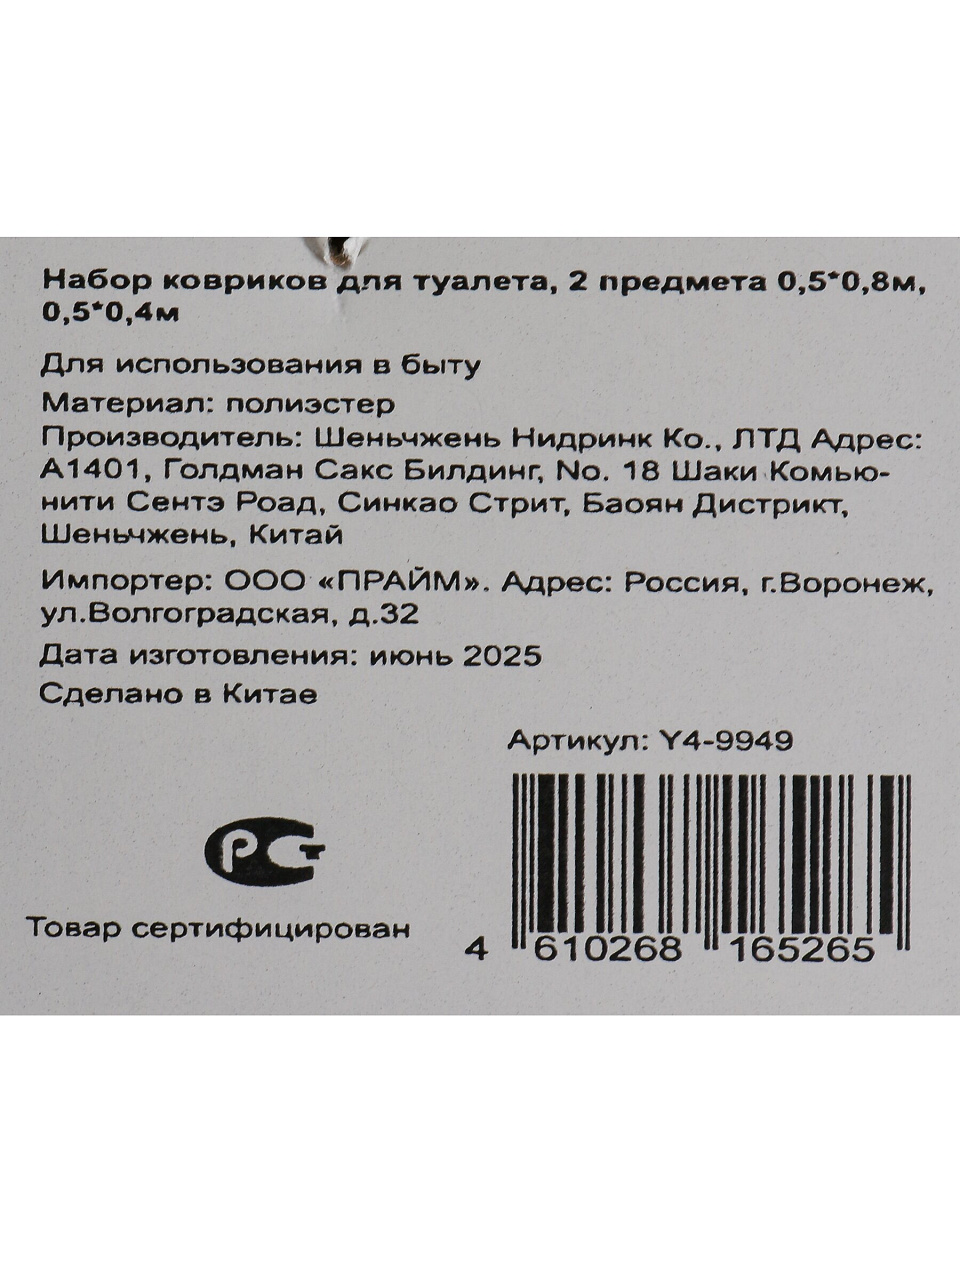 Набор ковриков для туалета, 2 предмета 0,5*0,8м,
0,5*0,4м
Для использования в быту
Материал: полиэстер
Производитель: Шеньчжень Нидринк Ко., ЛТД Адрес:
А1401, Голдман Сакс Билдинг, No. 18 Шаки Комью-
нити Сентэ Роад, Синкао Стрит, Баоян Дистрикт,
Шеньчжень, Китай
Импортер: ООО «ПРАЙМ». Адрес: Россия, г.Воронеж,
ул.Волгоградская, д.32
Дата изготовления: июнь 2025
Сделано в Китае
Артикул: Y4-9949
РСТ
Товар сертифицирован
4 610268 165265